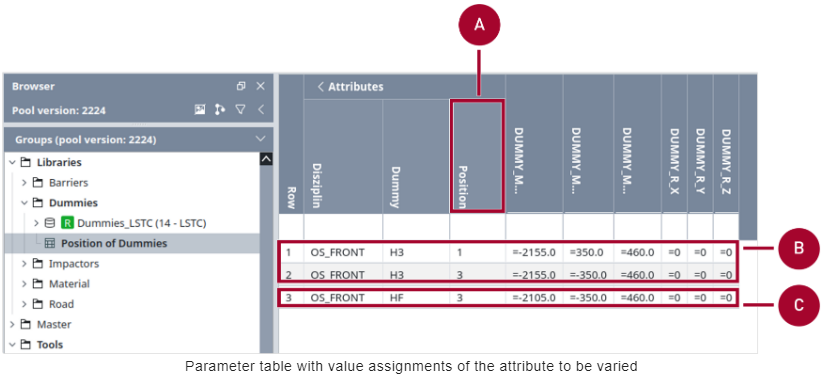 A
Browser
Pool version: 2224
Groups (pool version: 2224)
Libraries
Barriers
Dummies
R Dummies_LSTC (14 - LSTC)
Position of Dummies
Impactors
Material
Road
Master
Tools
< Attributes
Row Disziplin Dummy Position DUMMY_M... DUMMY_M... DUMMY_M... DUMMY_R_X DUMMY_R_Y DUMMY_R_Z
1 OS_FRONT H3 1 =-2155.0 =350.0 =460.0 =0 =0 =0
2 OS_FRONT H3 3 =-2155.0 =-350.0 =460.0 =0 =0 =0
B
3 OS_FRONT HF 3 =-2105.0 =-350.0 =460.0 =0 =0 =0
C
Parameter table with value assignments of the attribute to be varied